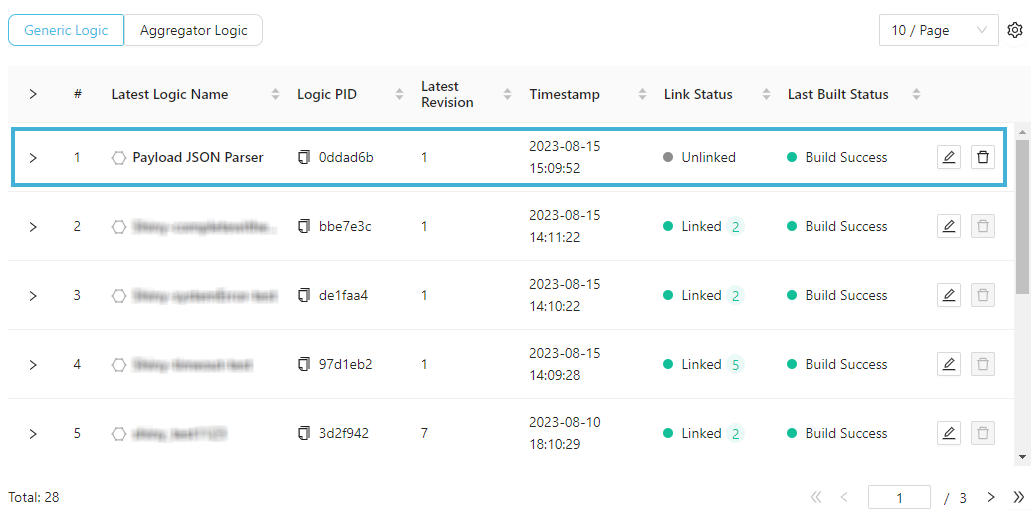 Generic Logic Aggregator Logic 10 / Page
# Latest Logic Name Logic PID Latest Revision Timestamp Link Status Last Built Status
1 Payload JSON Parser 0ddad6b 1 2023-08-15 15:09:52 Unlinked Build Success
2 bbe7e3c 1 2023-08-15 14:11:22 Linked 2 Build Success
3 de1faa4 1 2023-08-15 14:10:22 Linked 2 Build Success
4 97d1eb2 1 2023-08-15 14:09:28 Linked 5 Build Success
5 3d2f942 7 2023-08-10 18:10:29 Linked 2 Build Success
Total: 28 1 / 3